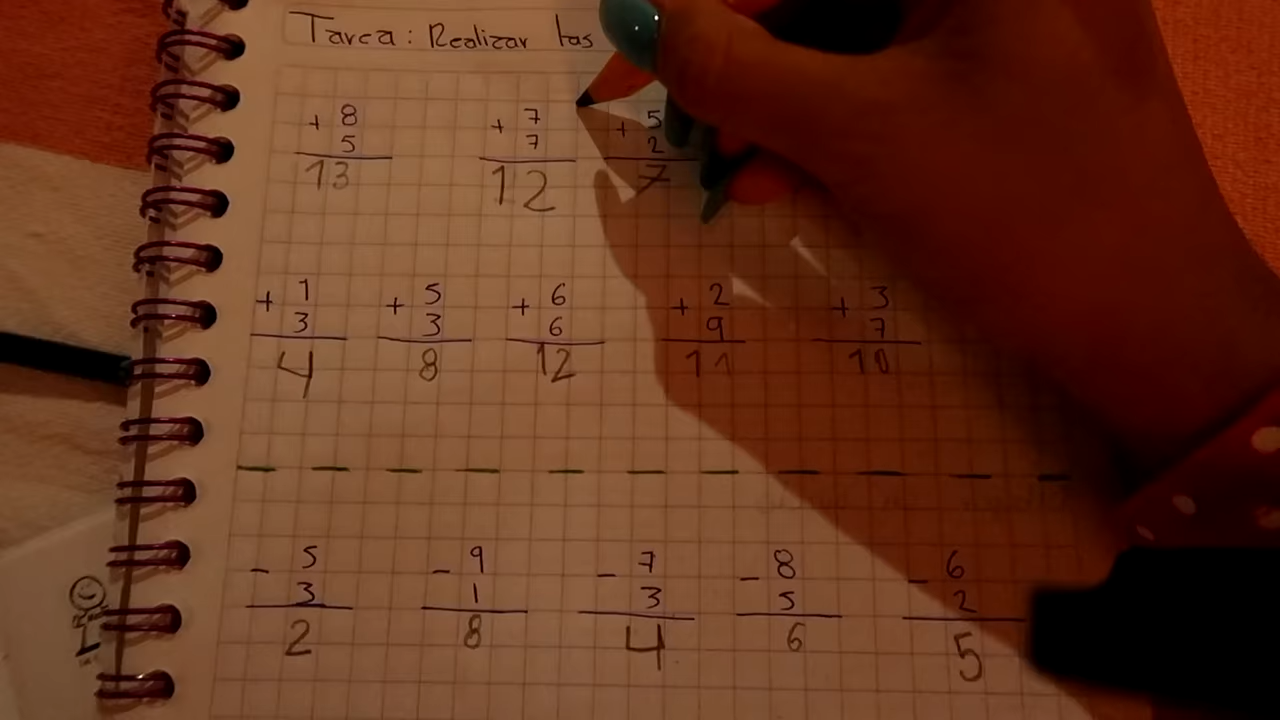 Tarea: Realizar las
+ 8 + 7 + 5
5 7 2
13 12 7
+ 1 + 5 + 6 + 2 + 3
3 3 6 9 7
4 8 12 11 10
- 5 - 9 - 7 - 8 - 6
3 1 3 5 2
2 8 4 6 5